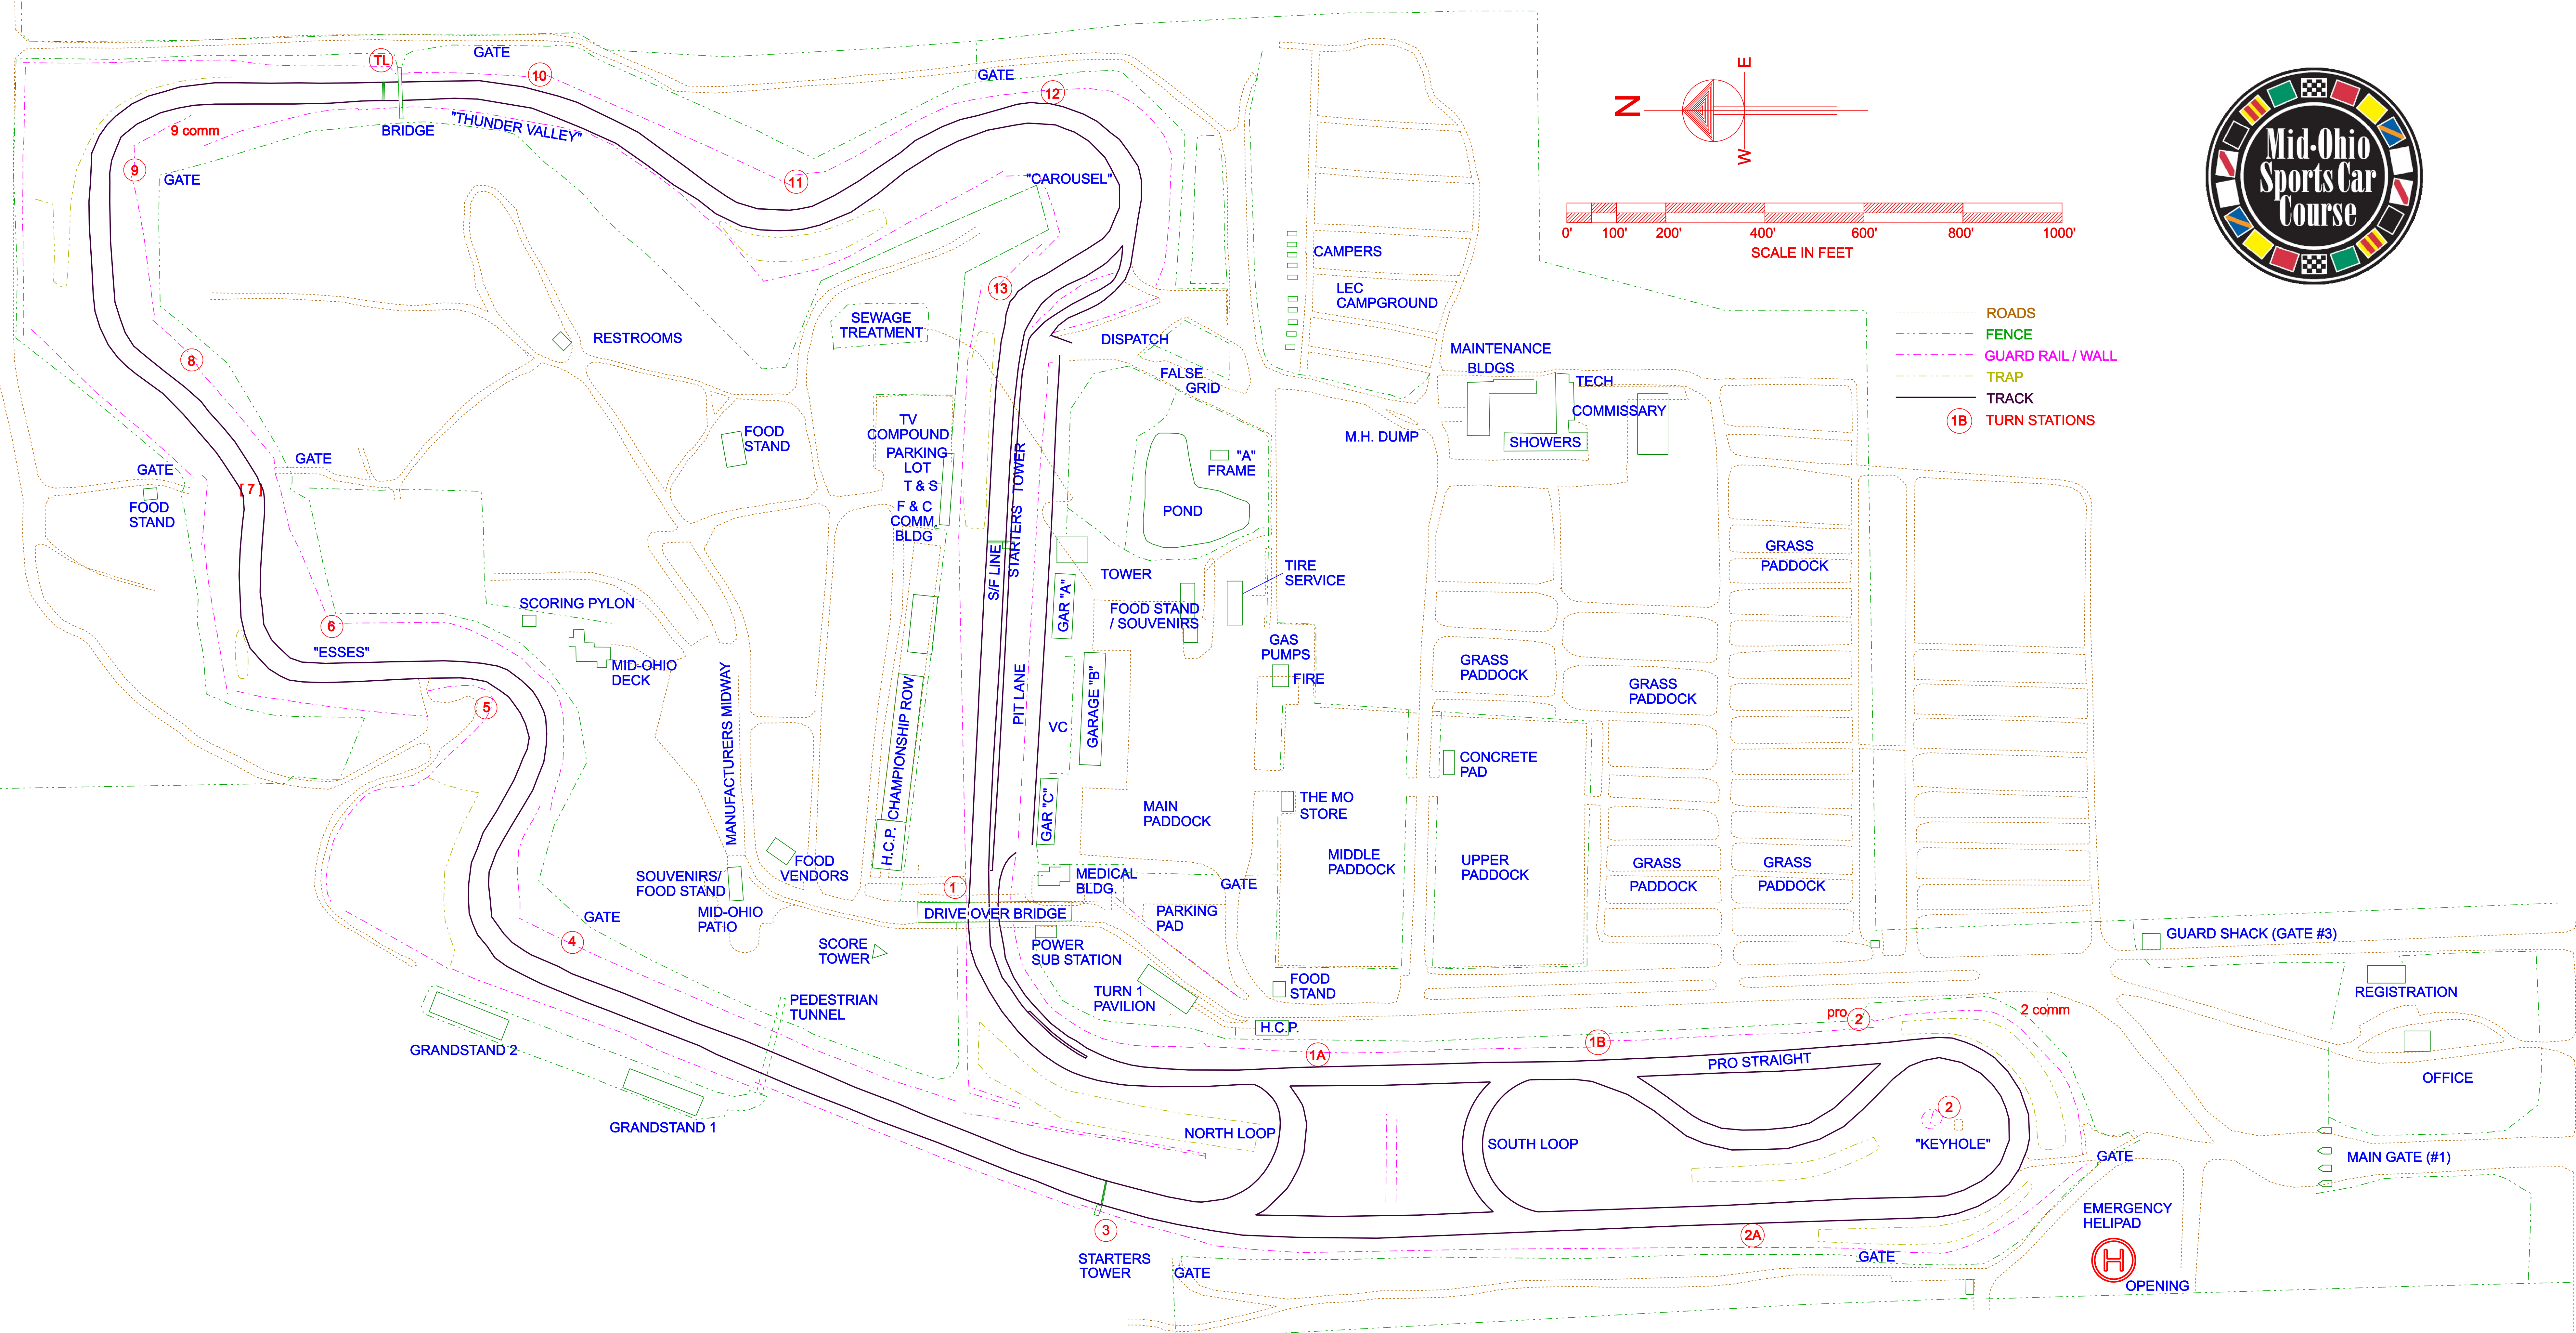 TL
GATE
10
GATE
12
E
N
W
Mid-Ohio
Sports Car
Course
9 comm
BRIDGE
"THUNDER VALLEY"
9
GATE
11
"CAROUSEL"
0'
100'
200'
400'
600'
800'
1000'
SCALE IN FEET
CAMPERS
LEC
CAMPGROUND
13
SEWAGE
TREATMENT
RESTROOMS
DISPATCH
FALSE
GRID
8
MAINTENANCE
BLDGS
TECH
COMMISSARY
SHOWERS
M.H. DUMP
ROADS
FENCE
GUARD RAIL / WALL
TRAP
TRACK
1B
TURN STATIONS
FOOD
STAND
TV
COMPOUND
PARKING
LOT
T & S
F & C
COMM.
BLDG
STARTERS TOWER
S/F LINE
"A"
FRAME
POND
GATE
GATE
[ 7 ]
FOOD
STAND
GRASS
PADDOCK
TIRE
SERVICE
TOWER
GAR "A"
FOOD STAND
/ SOUVENIRS
SCORING PYLON
6
"ESSES"
MID-OHIO
DECK
GAS
PUMPS
FIRE
GRASS
PADDOCK
GRASS
PADDOCK
5
MANUFACTURERS MIDWAY
CHAMPIONSHIP ROW
H.C.P.
PIT LANE
VC
GARAGE "B"
GAR "C"
CONCRETE
PAD
THE MO
STORE
MAIN
PADDOCK
MIDDLE
PADDOCK
UPPER
PADDOCK
GRASS
PADDOCK
GRASS
PADDOCK
FOOD
VENDORS
SOUVENIRS/
FOOD STAND
MID-OHIO
PATIO
1
MEDICAL
BLDG.
GATE
DRIVE OVER BRIDGE
PARKING
PAD
GATE
4
SCORE
TOWER
POWER
SUB STATION
GUARD SHACK (GATE #3)
TURN 1
PAVILION
FOOD
STAND
REGISTRATION
PEDESTRIAN
TUNNEL
H.C.P.
pro
2
2 comm
GRANDSTAND 2
1A
1B
PRO STRAIGHT
OFFICE
GRANDSTAND 1
NORTH LOOP
SOUTH LOOP
2
"KEYHOLE"
GATE
MAIN GATE (#1)
3
STARTERS
TOWER
2A
GATE
GATE
EMERGENCY
HELIPAD
H
OPENING